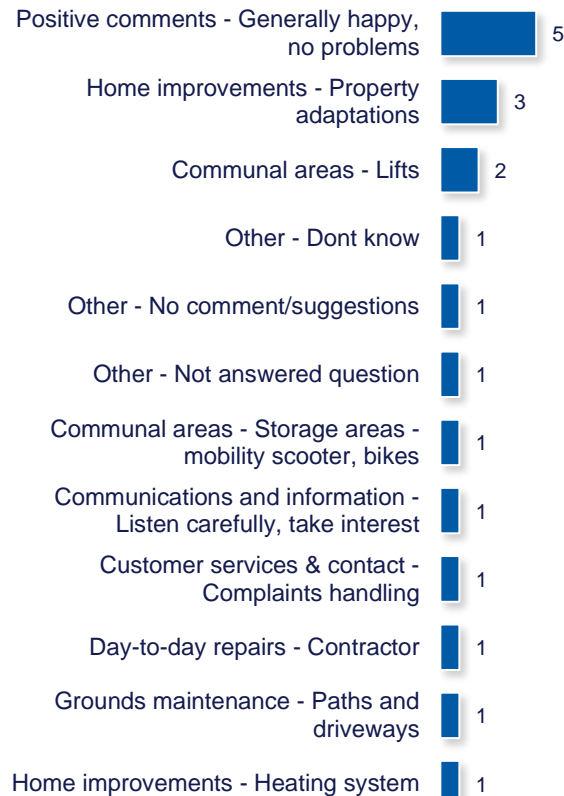 Positive comments - Generally happy,
no problems
5
Home improvements - Property
adaptations
3
Communal areas - Lifts
2
Other - Dont know
1
Other - No comment/suggestions
1
Other - Not answered question
1
Communal areas - Storage areas -
mobility scooter, bikes
1
Communications and information -
Listen carefully, take interest
1
Customer services & contact -
Complaints handling
1
Day-to-day repairs - Contractor
1
Grounds maintenance - Paths and
driveways
1
Home improvements - Heating system
1